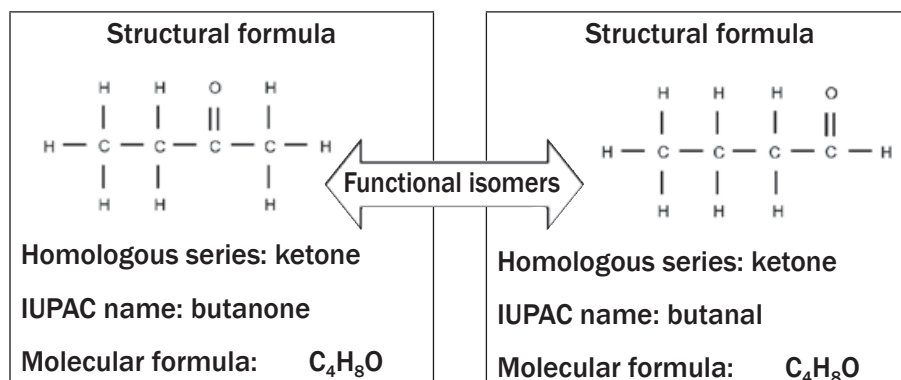 Structural formula
H H O H
H C C C C H
H H H
Homologous series: ketone
IUPAC name: butanone
Molecular formula: C₄H₈O
Functional isomers
Structural formula
H H H O
H C C C C H
H H H
Homologous series: ketone
IUPAC name: butanal
Molecular formula: C₄H₈O